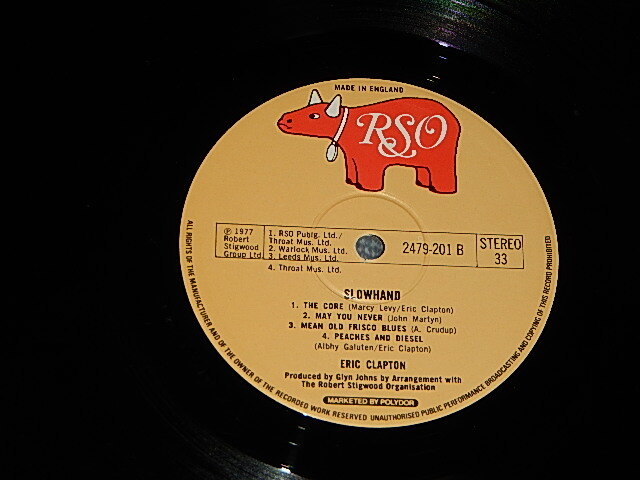 MADE IN ENGLAND
RSO
℗ 1977
Robert
Stigwood
Group Ltd.
1. RSO Publg. Ltd./
Throat Mus. Ltd.
2. Warlock Mus. Ltd.
3. Leeds Mus. Ltd.
4. Throat Mus. Ltd.
2479-201 B
STEREO
33
SLOWHAND
1. THE CORE (Marcy Levy/Eric Clapton)
2. MAY YOU NEVER (John Martyn)
3. MEAN OLD FRISCO BLUES (A. Crudup)
4. PEACHES AND DIESEL
(Albhy Galuten/Eric Clapton)
ERIC CLAPTON
Produced by Glyn Johns by Arrangement with
The Robert Stigwood Organisation
MARKETED BY POLYDOR
ALL RIGHTS OF THE MANUFACTURER AND OF THE OWNER OF THE RECORDED WORK RESERVED UNAUTHORISED PUBLIC PERFORMANCE BROADCASTING AND COPYING OF THIS RECORD PROHIBITED